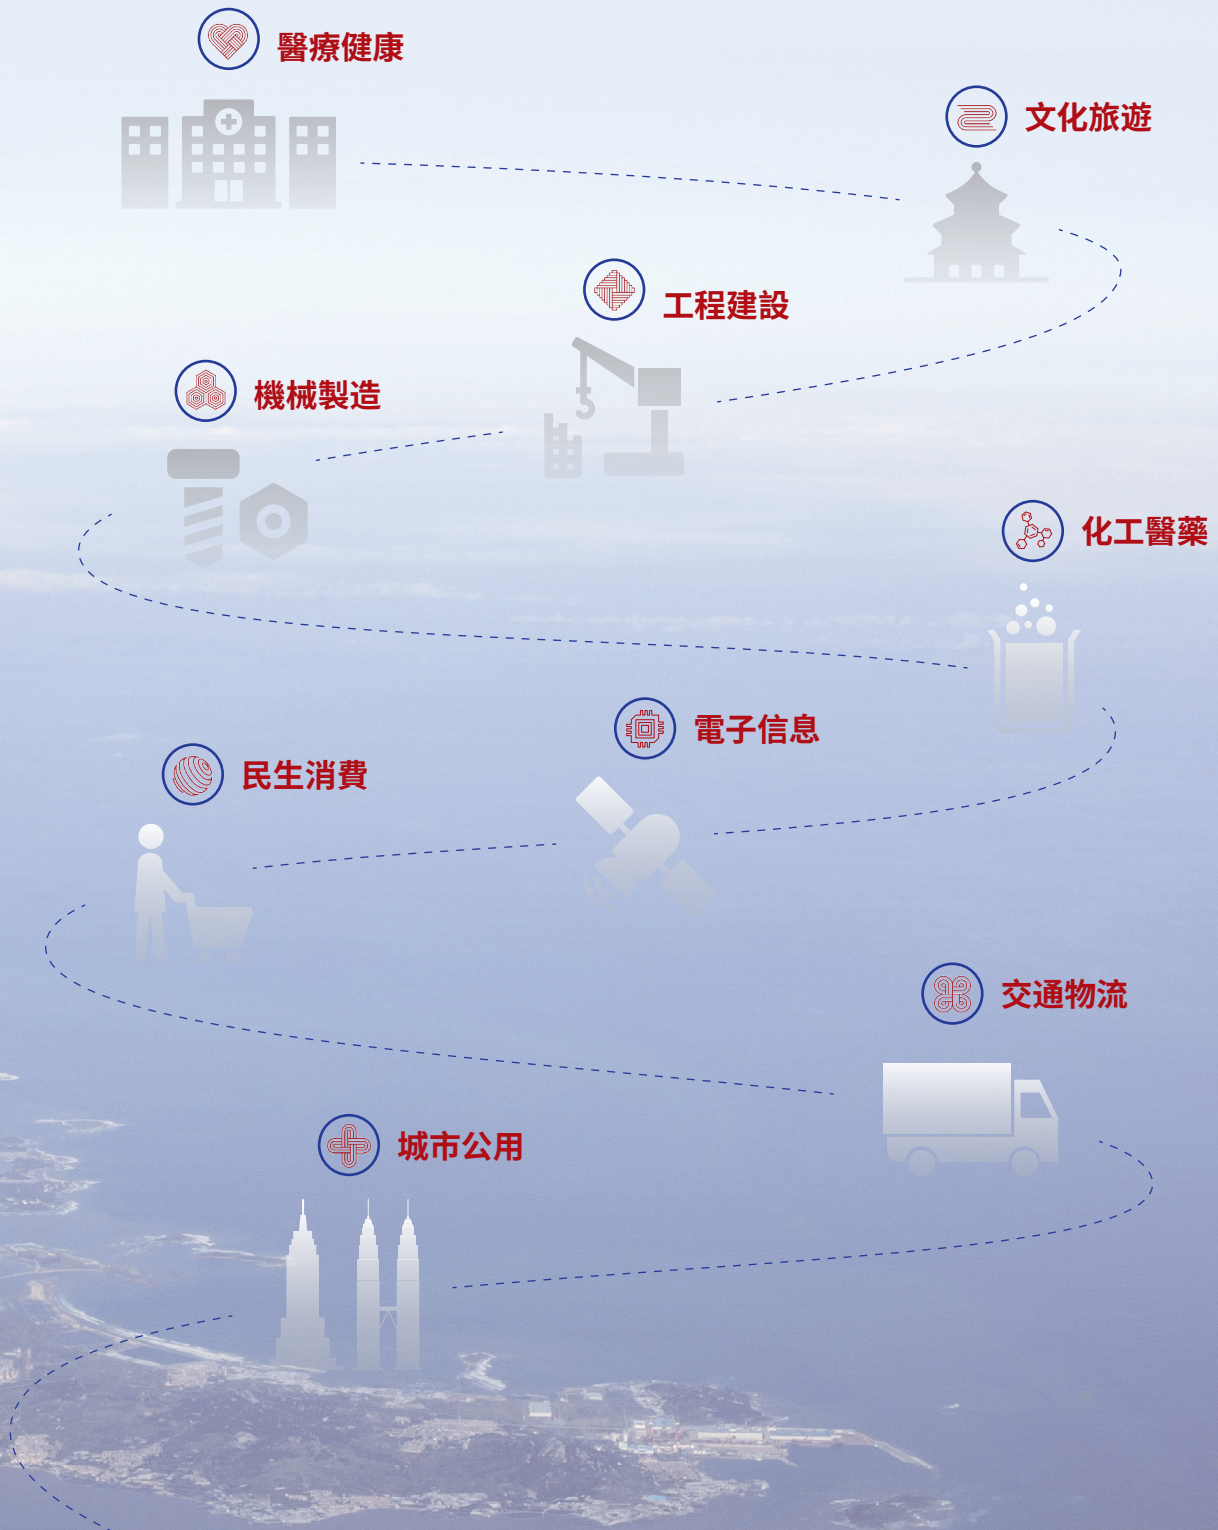 醫療健康
文化旅遊
工程建設
機械製造
化工醫藥
電子信息
民生消費
交通物流
城市公用